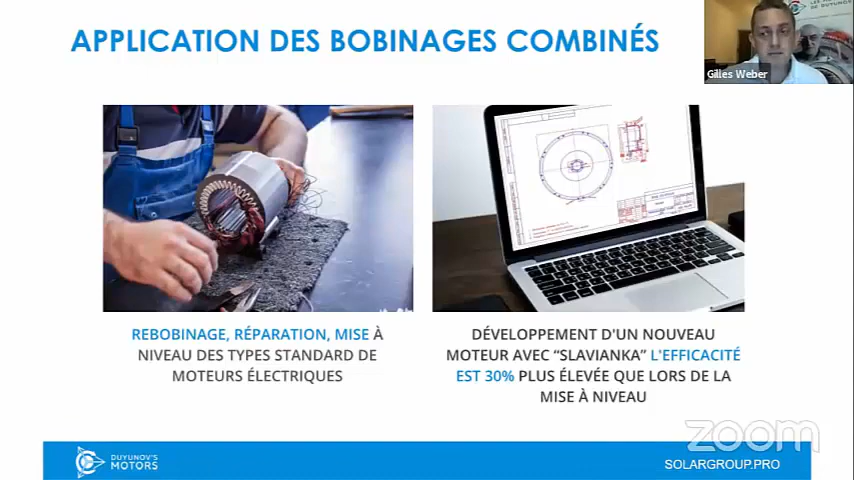 APPLICATION DES BOBINAGES COMBINÉS
Gilles Weber
REBOBINAGE, RÉPARATION, MISE À
NIVEAU DES TYPES STANDARD DE
MOTEURS ÉLECTRIQUES
DÉVELOPPEMENT D'UN NOUVEAU
MOTEUR AVEC “SLAVIANKA” L'EFFICACITÉ
EST 30% PLUS ÉLEVÉE QUE LORS DE LA
MISE À NIVEAU
zoom
DUYUNOV'S
MOTORS
SOLARGROUP.PRO